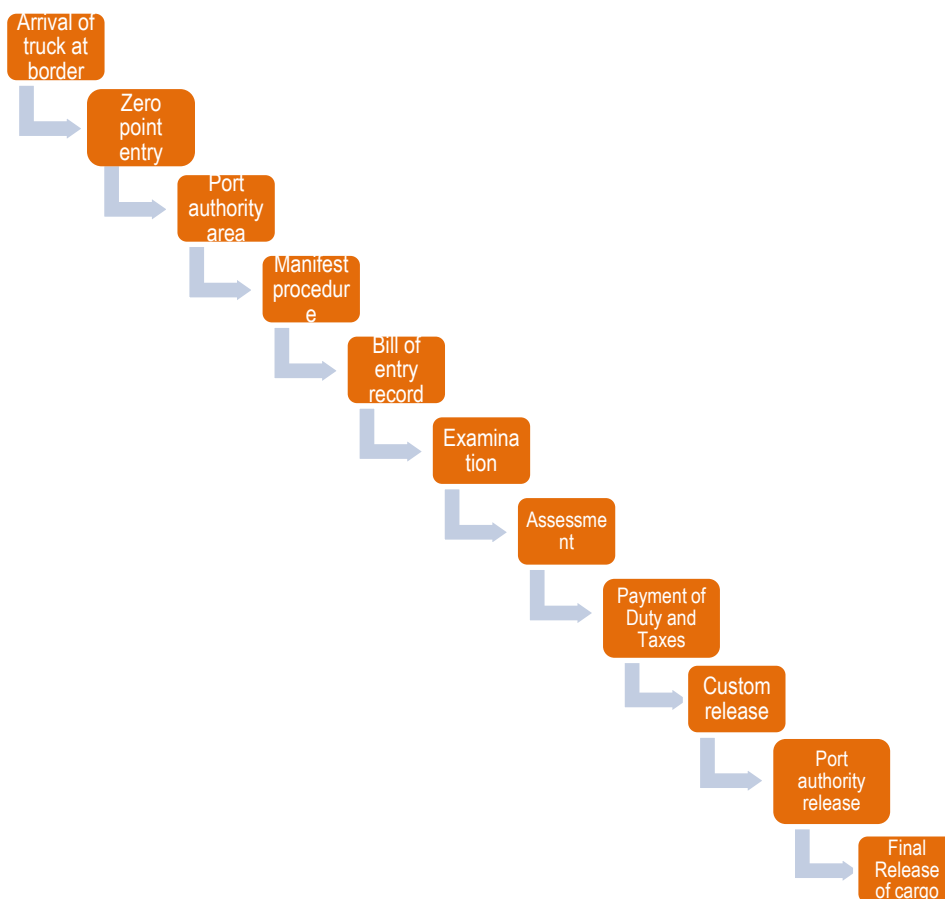 Arrival of
truck at
border
Zero
point
entry
Port
authority
area
Manifest
procedur
e
Bill of
entry
record
Examina
tion
Assessme
nt
Payment of
Duty and
Taxes
Custom
release
Port
authority
release
Final
Release
of cargo